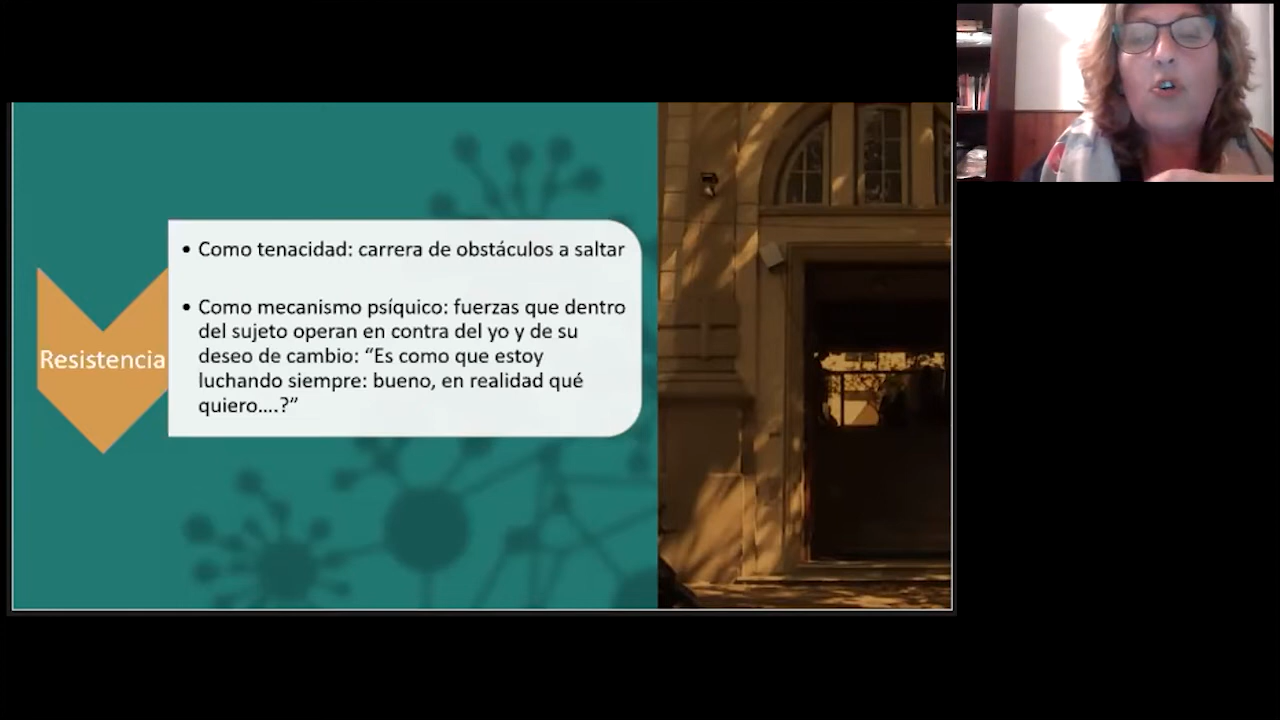 Resistencia
• Como tenacidad: carrera de obstáculos a saltar
• Como mecanismo psíquico: fuerzas que dentro
del sujeto operan en contra del yo y de su
deseo de cambio: “Es como que estoy
luchando siempre: bueno, en realidad qué
quiero....?”